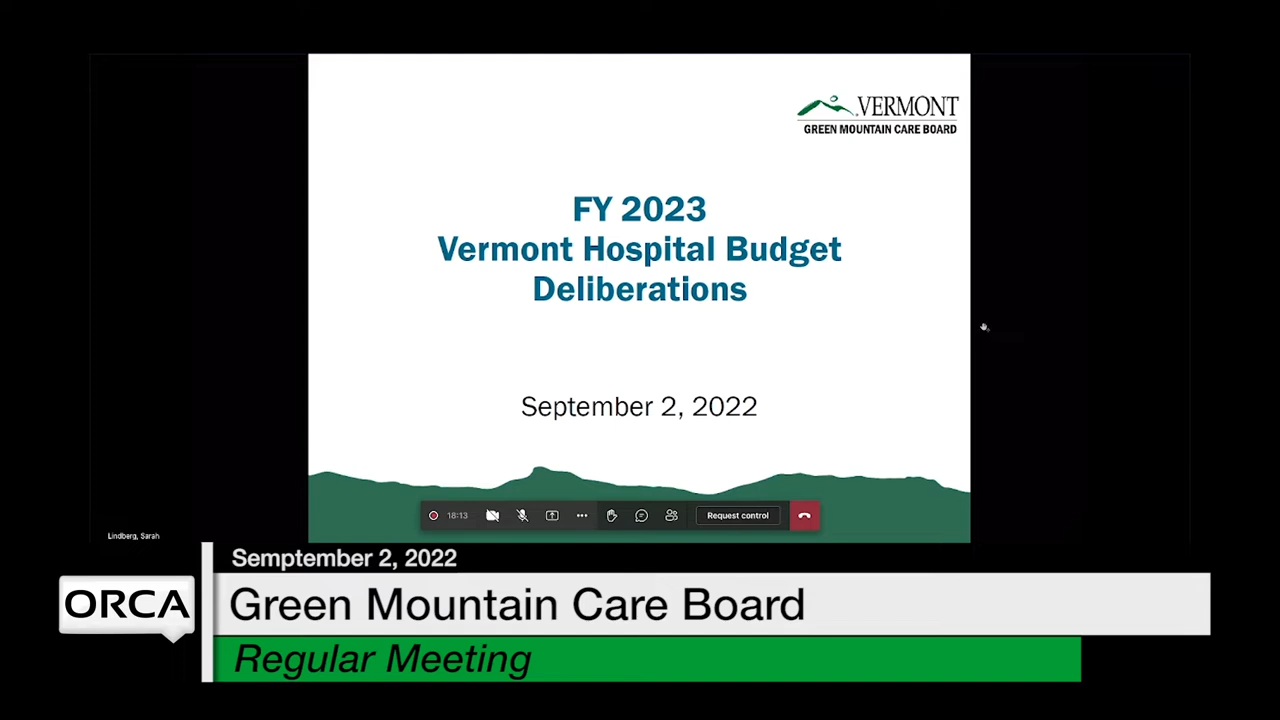 VERMONT
GREEN MOUNTAIN CARE BOARD
FY 2023
Vermont Hospital Budget
Deliberations
September 2, 2022
18:13
Request control
Lindberg, Sarah
Semptember 2, 2022
ORCA
Green Mountain Care Board
Regular Meeting